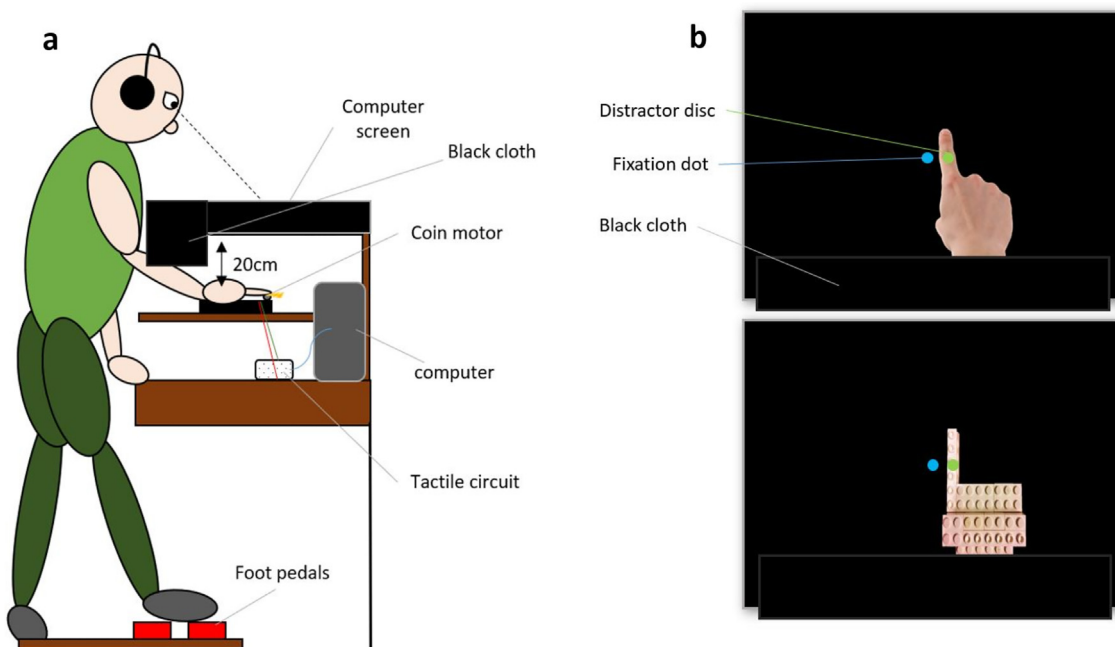 a
Computer
screen
Black cloth
Coin motor
20cm
computer
Tactile circuit
Foot pedals
b
Distractor disc
Fixation dot
Black cloth